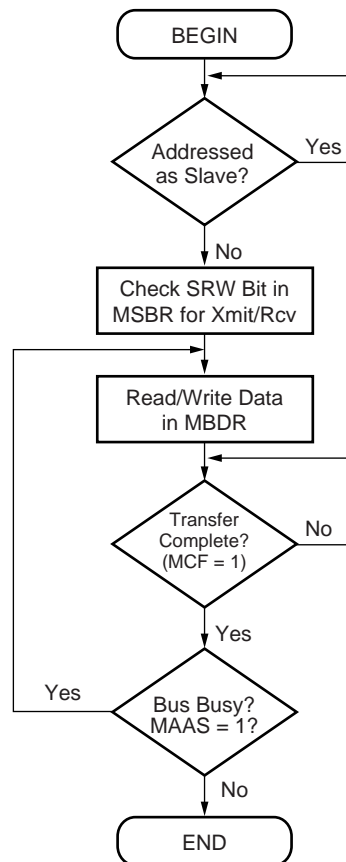 BEGIN
Addressed
as Slave?
Yes
No
Check SRW Bit in
MSBR for Xmit/Rcv
Read/Write Data
in MBDR
Transfer
Complete?
(MCF = 1)
No
Yes
Yes
Bus Busy?
MAAS = 1?
No
END